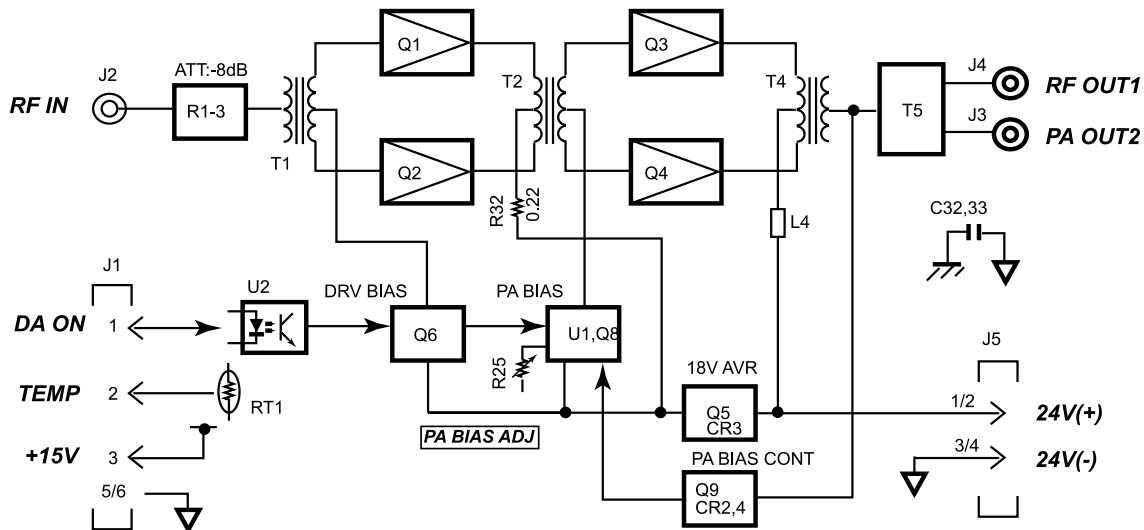 Q1
Q3
J2
ATT:-8dB
T2
T4
J4
RF IN
R1-3
T5
RF OUT1
J3
PA OUT2
T1
Q2
Q4
R32
0.22
L4
C32,33
J1
U2
DRV BIAS
PA BIAS
DA ON
1
Q6
U1,Q8
J5
R25
18V AVR
TEMP
2
RT1
Q5
CR3
1/2
24V(+)
PA BIAS ADJ
+15V
3
PA BIAS CONT
3/4
24V(-)
5/6
Q9
CR2,4